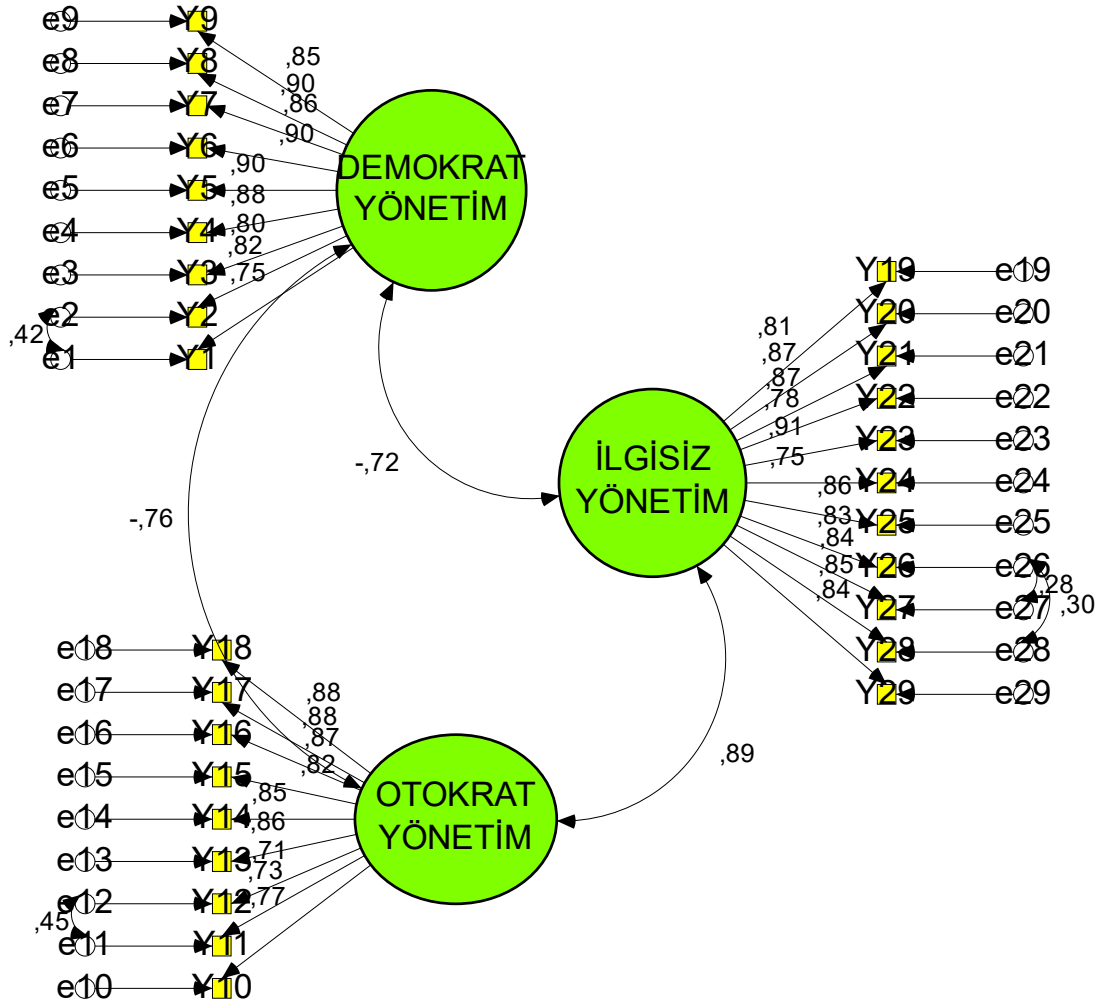 e9 Y9
e8 Y8
e7 Y7
e6 Y6
e5 Y5
e4 Y4
e3 Y3
e2 Y2
e1 Y1
,42
,85
,90
,86
,90
,90
,88
,80
,82
,75
DEMOKRAT
YÖNETİM
-,72
-,76
İLGİSİZ
YÖNETİM
,81
,87
,87
,78
,91
,75
,86
,83
,84
,85
,84
Y19 e19
Y20 e20
Y21 e21
Y22 e22
Y23 e23
Y24 e24
Y25 e25
Y26 e26
Y27 e27
Y28 e28
Y29 e29
,28
,30
,89
e18 Y18
e17 Y17
e16 Y16
e15 Y15
e14 Y14
e13 Y13
e12 Y12
e11 Y11
e10 Y10
,45
,88
,88
,87
,82
,85
,86
,71
,73
,77
OTOKRAT
YÖNETİM